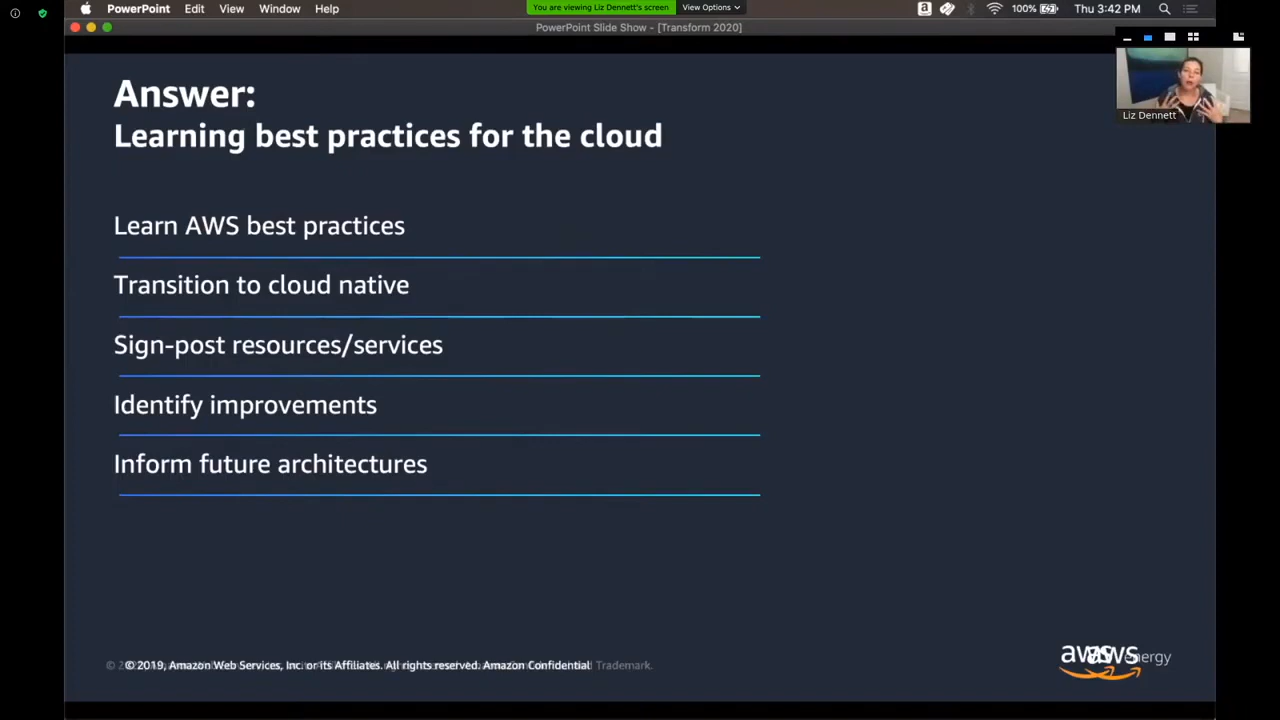 PowerPoint Edit View Window Help
You are viewing Liz Dennett's screen View Options
100% Thu 3:42 PM
PowerPoint Slide Show - [Transform 2020]
Liz Dennett
Answer:
Learning best practices for the cloud
Learn AWS best practices
Transition to cloud native
Sign-post resources/services
Identify improvements
Inform future architectures
© 2019, Amazon Web Services, Inc. or its Affiliates. All rights reserved. Amazon Confidential
Trademark.
aws
aws energy